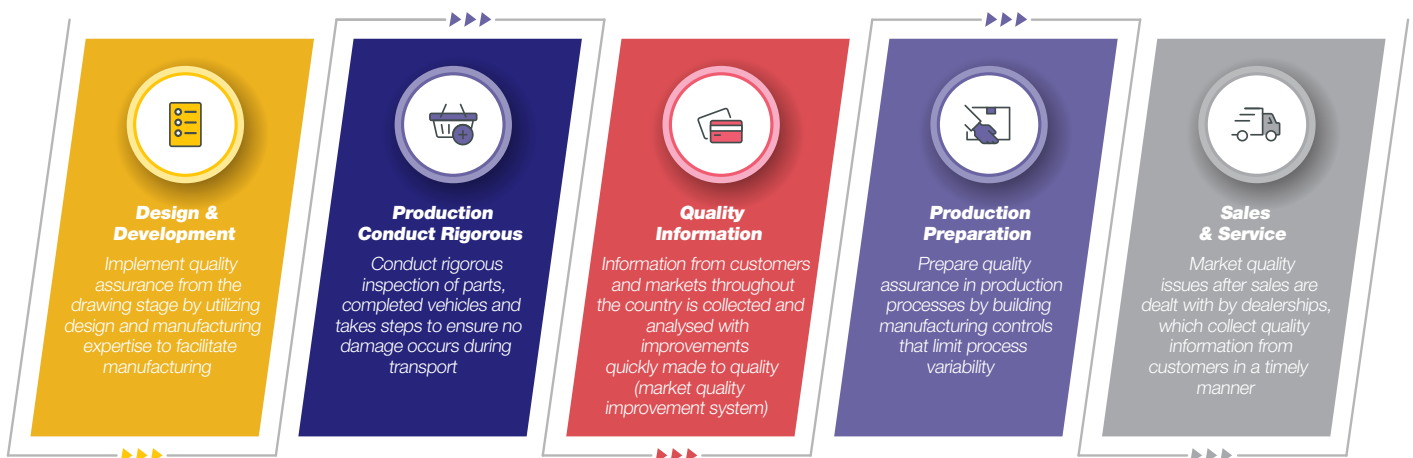 Design &
Development
Implement quality
assurance from the
drawing stage by utilizing
design and manufacturing
expertise to facilitate
manufacturing
Production
Conduct Rigorous
Conduct rigorous
inspection of parts,
completed vehicles and
takes steps to ensure no
damage occurs during
transport
Quality
Information
Information from customers
and markets throughout
the country is collected and
analysed with
improvements
quickly made to quality
(market quality
improvement system)
Production
Preparation
Prepare quality
assurance in production
processes by building
manufacturing controls
that limit process
variability
Sales
& Service
Market quality
issues after sales are
dealt with by dealerships,
which collect quality
information from
customers in a timely
manner